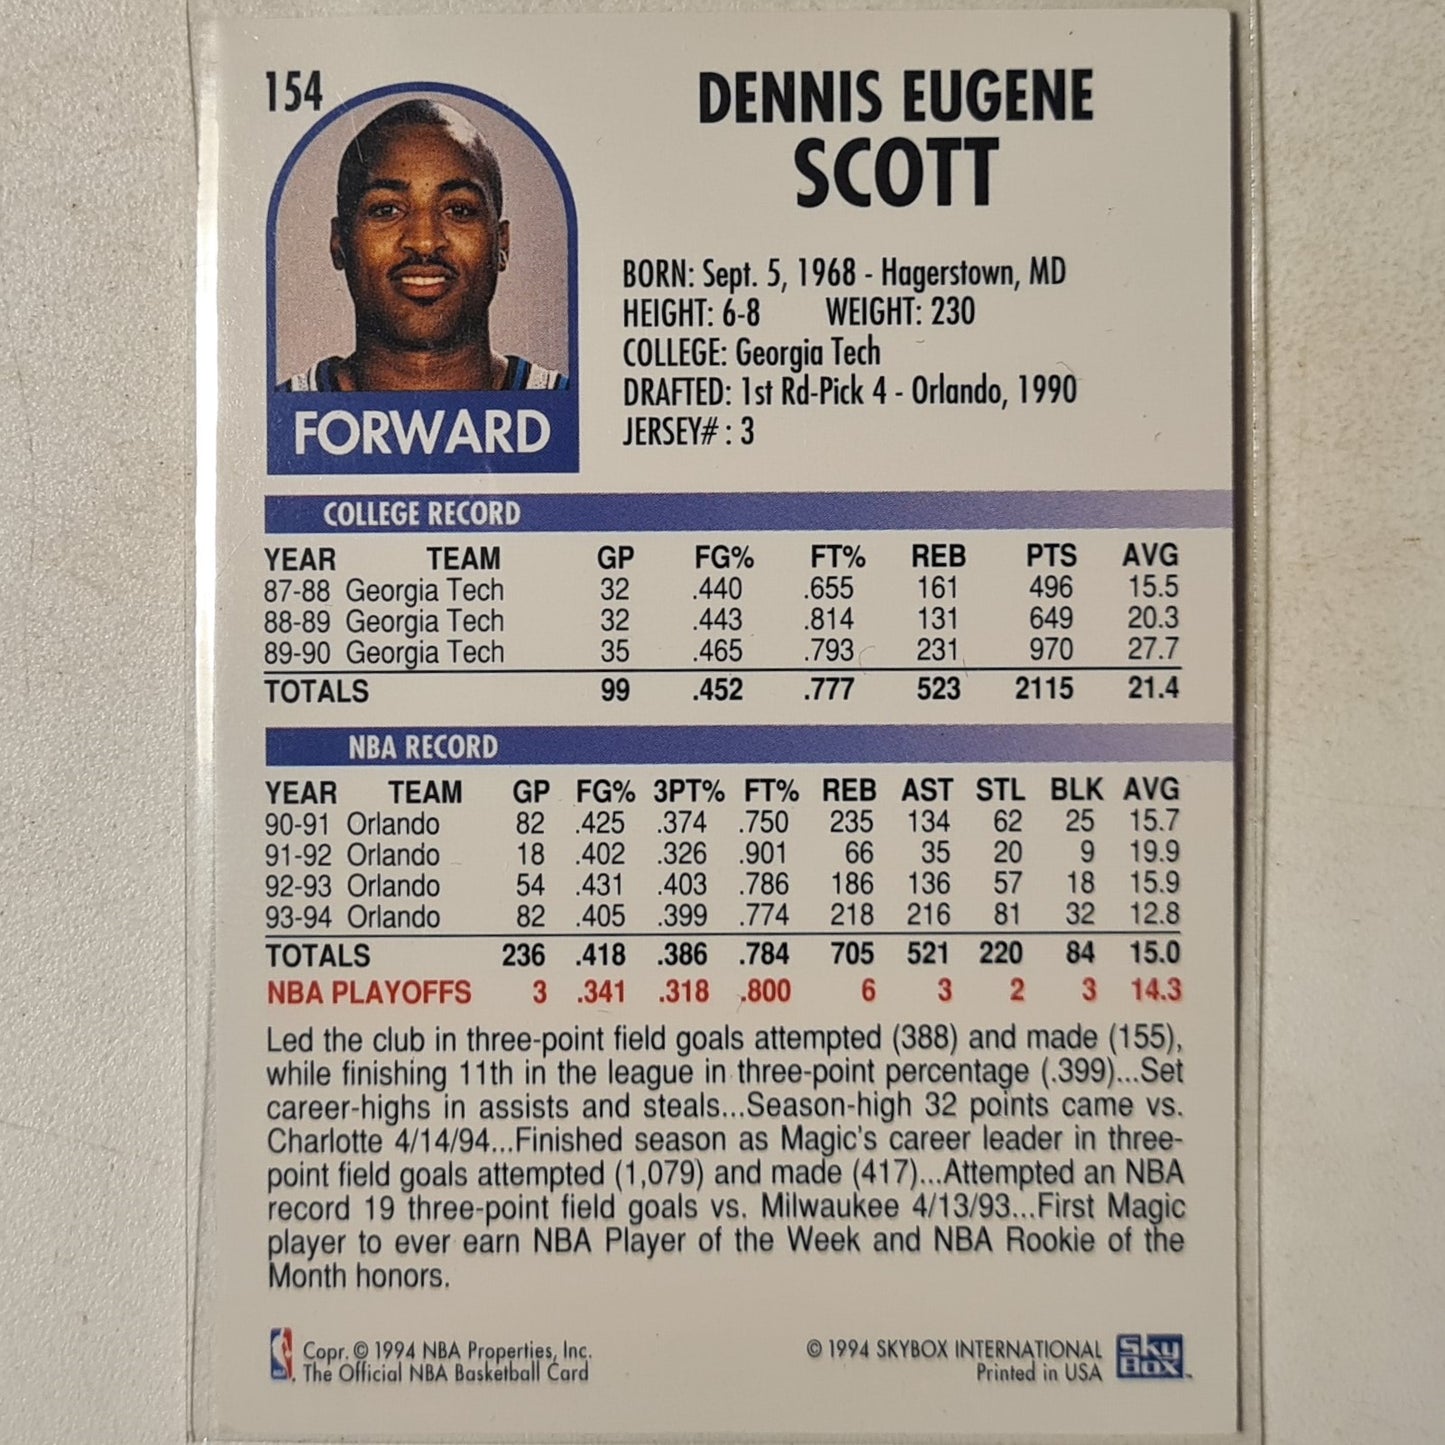 154
DENNIS EUGENE
SCOTT
BORN: Sept. 5, 1968 - Hagerstown, MD
HEIGHT: 6-8 WEIGHT: 230
COLLEGE: Georgia Tech
DRAFTED: 1st Rd-Pick 4 - Orlando, 1990
JERSEY# : 3
FORWARD
COLLEGE RECORD
YEAR TEAM GP FG% FT% REB PTS AVG
87-88 Georgia Tech 32 .440 .655 161 496 15.5
88-89 Georgia Tech 32 .443 .814 131 649 20.3
89-90 Georgia Tech 35 .465 .793 231 970 27.7
TOTALS 99 .452 .777 523 2115 21.4
NBA RECORD
YEAR TEAM GP FG% 3PT% FT% REB AST STL BLK AVG
90-91 Orlando 82 .425 .374 .750 235 134 62 25 15.7
91-92 Orlando 18 .402 .326 .901 66 35 20 9 19.9
92-93 Orlando 54 .431 .403 .786 186 136 57 18 15.9
93-94 Orlando 82 .405 .399 .774 218 216 81 32 12.8
TOTALS 236 .418 .386 .784 705 521 220 84 15.0
NBA PLAYOFFS 3 .341 .318 .800 6 3 2 3 14.3
Led the club in three-point field goals attempted (388) and made (155),
while finishing 11th in the league in three-point percentage (.399)...Set
career-highs in assists and steals...Season-high 32 points came vs.
Charlotte 4/14/94...Finished season as Magic's career leader in three-
point field goals attempted (1,079) and made (417)...Attempted an NBA
record 19 three-point field goals vs. Milwaukee 4/13/93...First Magic
player to ever earn NBA Player of the Week and NBA Rookie of the
Month honors.
Copr. © 1994 NBA Properties, Inc.
The Official NBA Basketball Card
© 1994 SKYBOX INTERNATIONAL
Printed in USA
SkyBox